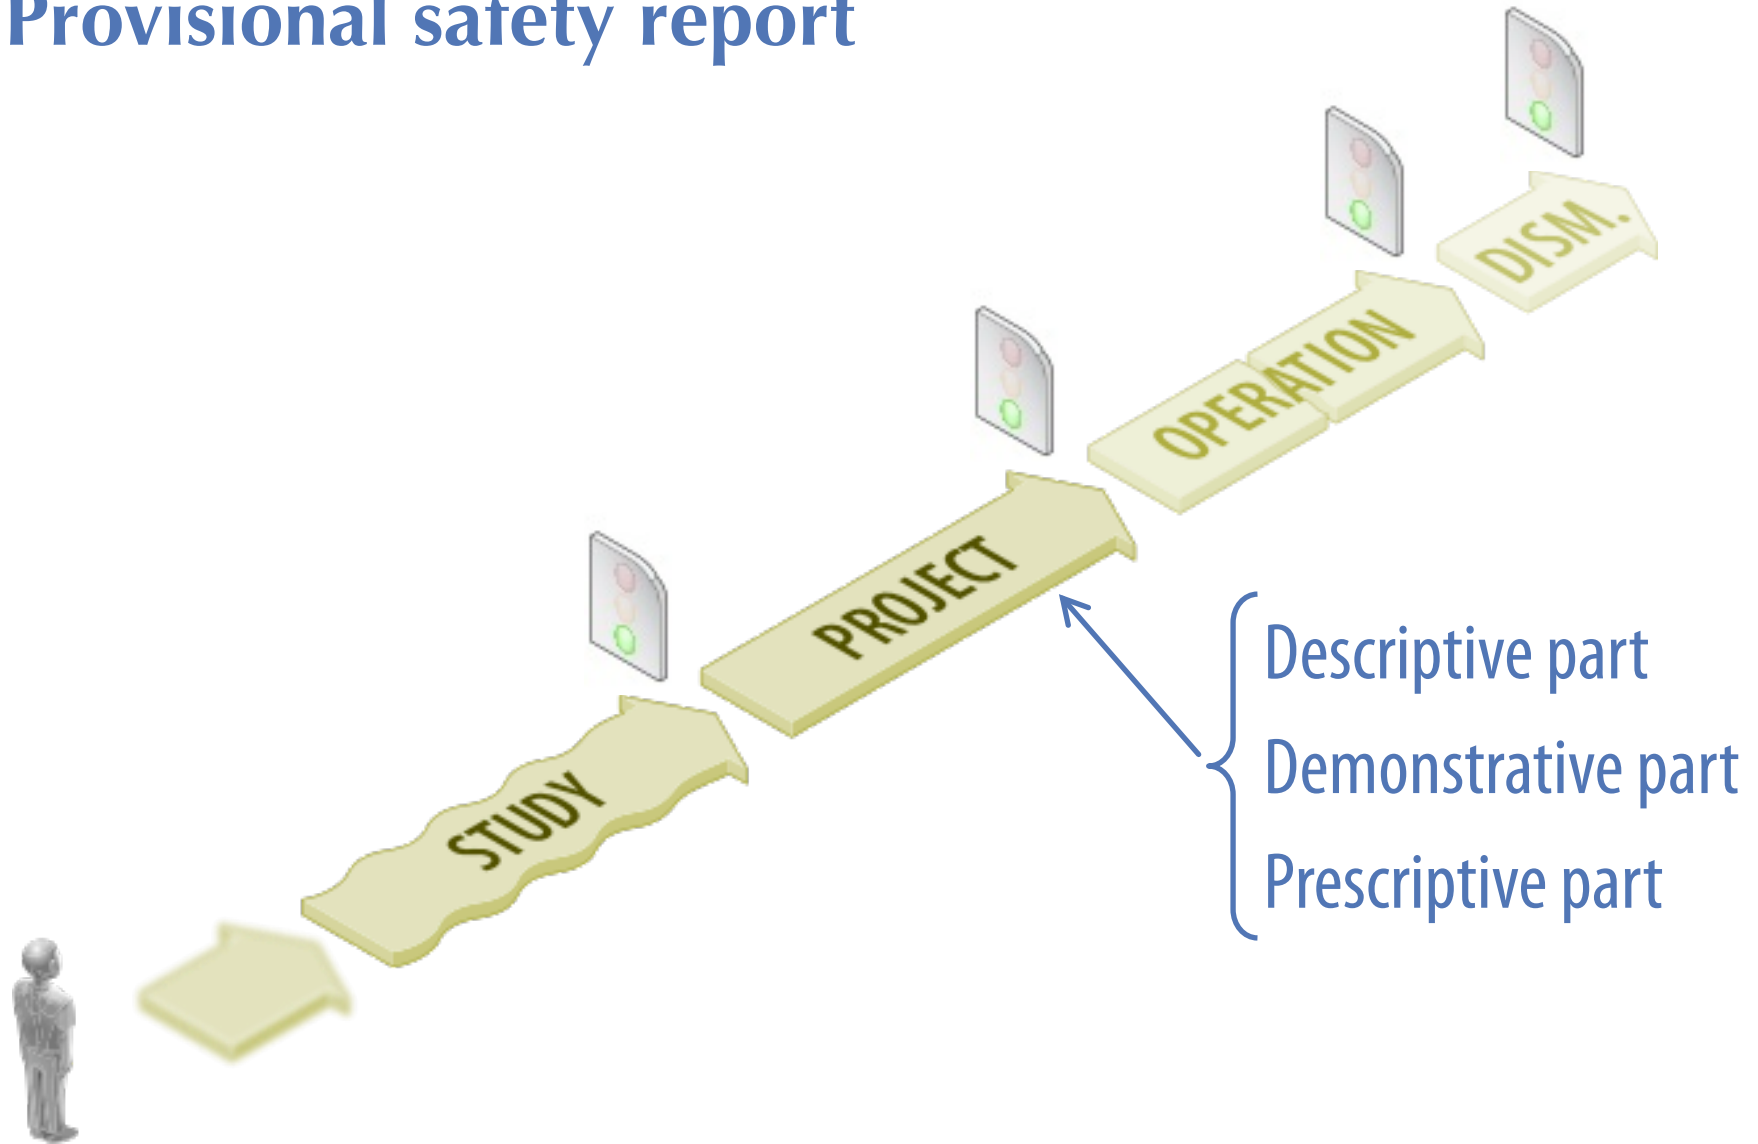 Provisional safety report
DISM.
OPERATION
PROJECT
STUDY
Descriptive part
Demonstrative part
Prescriptive part